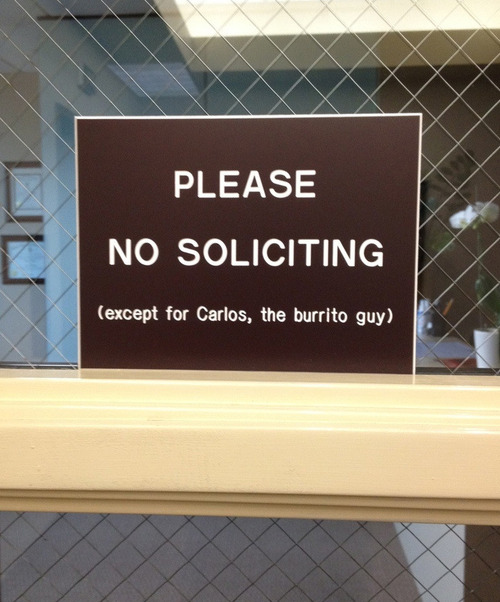 PLEASE
NO SOLICITING
(except for Carlos, the burrito guy)